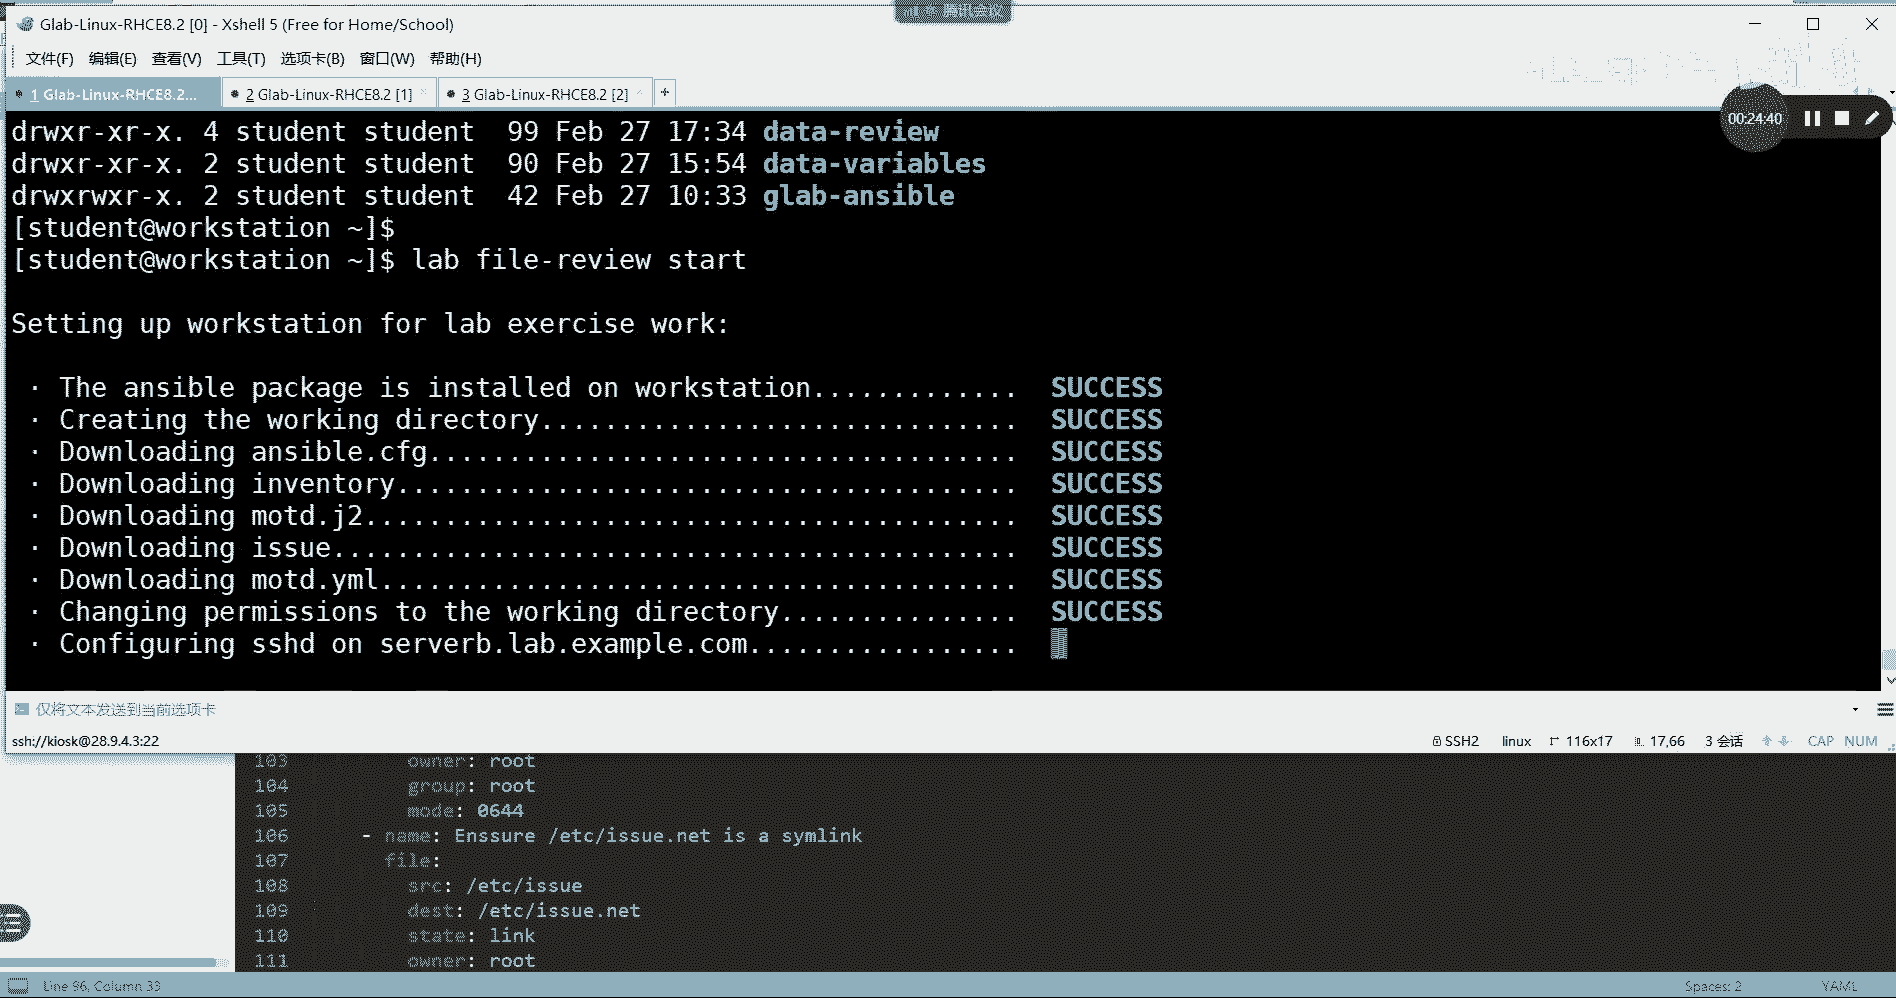 腾讯会议
Glab-Linux-RHCE8.2 [0] - Xshell 5 (Free for Home/School)
文件(F) 编辑(E) 查看(V) 工具(T) 选项卡(B) 窗口(W) 帮助(H)
1 Glab-Linux-RHCE8.2... 2 Glab-Linux-RHCE8.2 [1] 3 Glab-Linux-RHCE8.2 [2] +
00:24:40
drwxr-xr-x. 4 student student  99 Feb 27 17:34 data-review
drwxr-xr-x. 2 student student  90 Feb 27 15:54 data-variables
drwxrwxr-x. 2 student student  42 Feb 27 10:33 glab-ansible
[student@workstation ~]$
[student@workstation ~]$ lab file-review start
Setting up workstation for lab exercise work:
· The ansible package is installed on workstation.............  SUCCESS
· Creating the working directory..............................  SUCCESS
· Downloading ansible.cfg.....................................  SUCCESS
· Downloading inventory.......................................  SUCCESS
· Downloading motd.j2.........................................  SUCCESS
· Downloading issue...........................................  SUCCESS
· Downloading motd.yml........................................  SUCCESS
· Changing permissions to the working directory...............  SUCCESS
· Configuring sshd on serverb.lab.example.com.................
仅将文本发送到当前选项卡
ssh://kiosk@28.9.4.3:22 SSH2 linux 116x17 17,66 3 会话 CAP NUM
103 owner: root
104 group: root
105 mode: 0644
106 - name: Enssure /etc/issue.net is a symlink
107 file:
108 src: /etc/issue
109 dest: /etc/issue.net
110 state: link
111 owner: root
Line 96, Column 33 Spaces: 2 YAML